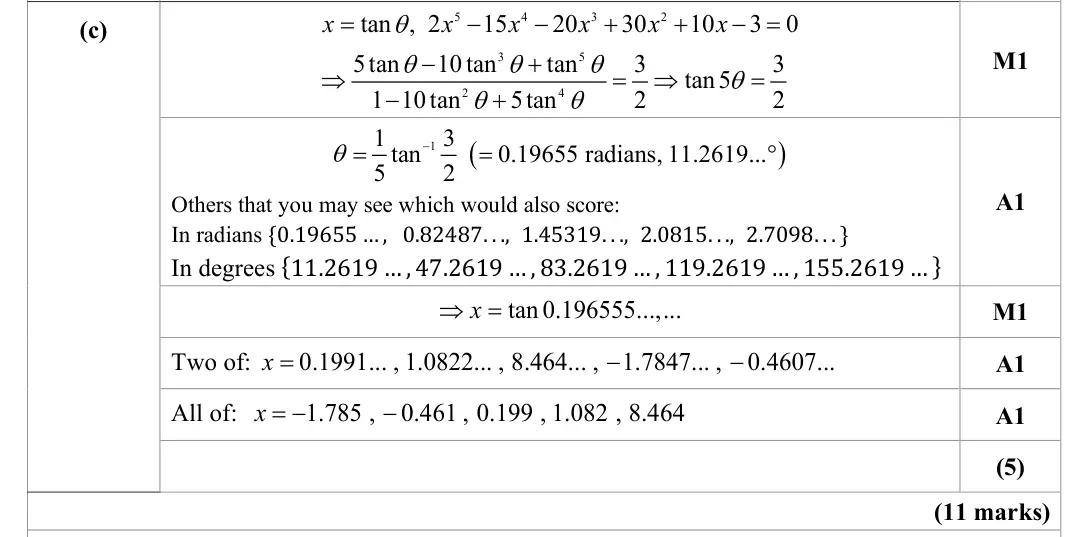 (c)
x = tan θ, 2x⁵ − 15x⁴ − 20x³ + 30x² + 10x − 3 = 0
⇒ (5 tan θ − 10 tan³ θ + tan⁵ θ)/(1 − 10 tan² θ + 5 tan⁴ θ) = 3/2 ⇒ tan 5θ = 3/2
M1
θ = 1/5 tan⁻¹ 3/2 (= 0.19655 radians, 11.2619...°)
Others that you may see which would also score:
In radians {0.19655 ... , 0.82487..., 1.45319..., 2.0815..., 2.7098...}
In degrees {11.2619 ... , 47.2619 ... , 83.2619 ... , 119.2619 ... , 155.2619 ... }
A1
⇒ x = tan 0.196555...,...
M1
Two of: x = 0.1991... , 1.0822... , 8.464... , −1.7847... , −0.4607...
A1
All of: x = −1.785 , −0.461 , 0.199 , 1.082 , 8.464
A1
(5)
(11 marks)